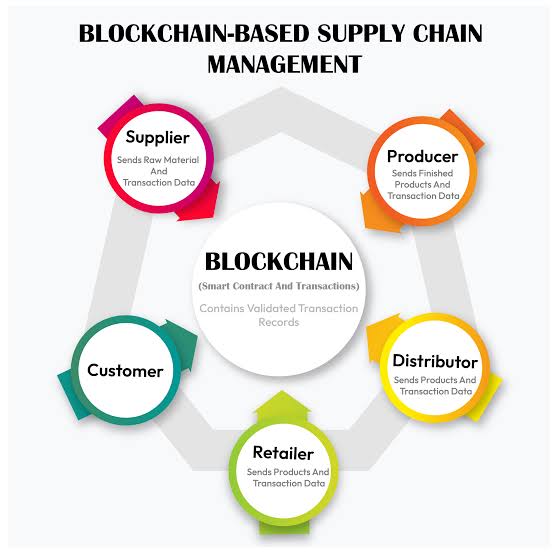 BLOCKCHAIN-BASED SUPPLY CHAIN
MANAGEMENT
Supplier
Sends Raw Material
And
Transaction Data
Producer
Sends Finished
Products And
Transaction Data
BLOCKCHAIN
(Smart Contract And Transactions)
Contains Validated Transaction
Records
Customer
Distributor
Sends Products And
Transaction Data
Retailer
Sends Products And
Transaction Data